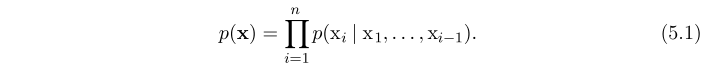 p(𝐱) = ∏_{i=1}^{n} p(x_i | x_1, …, x_{i−1}). (5.1)